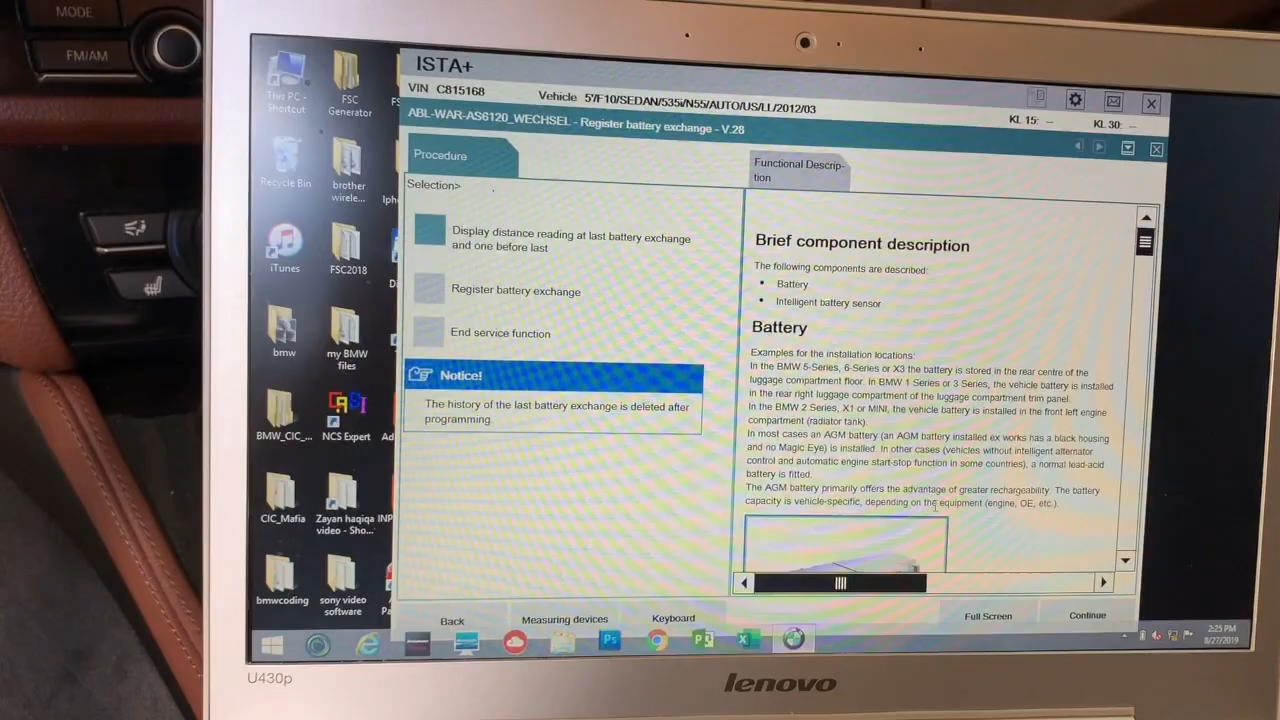 MODE
FM/AM
This PC -
Shortcut
FSC
Generator
Recycle Bin
brother
wirele...
iTunes
FSC2018
bmw
my BMW
files
BMW_CIC_...
NCS Expert
CIC_Mafia
Zayan haqiqa
video - Sho...
bmwcoding
sony video
software
ISTA+
VIN C815168
Vehicle 5'/F10/SEDAN/535i/N55/AUTO/US/LL/2012/03
KL 15: --
KL 30: --
ABL-WAR-AS6120_WECHSEL - Register battery exchange - V.28
Procedure
Functional Descrip-
tion
Selection>
Display distance reading at last battery exchange
and one before last
Register battery exchange
End service function
Notice!
The history of the last battery exchange is deleted after
programming.
Brief component description
The following components are described:
• Battery
• Intelligent battery sensor
Battery
Examples for the installation locations:
In the BMW 5-Series, 6-Series or X3 the battery is stored in the rear centre of the
luggage compartment floor. In BMW 1 Series or 3 Series, the vehicle battery is installed
in the rear right luggage compartment of the luggage compartment trim panel.
In the BMW 2 Series, X1 or MINI, the vehicle battery is installed in the front left engine
compartment (radiator tank).
In most cases an AGM battery (an AGM battery installed ex works has a black housing
and no Magic Eye) is installed. In other cases (vehicles without intelligent alternator
control and automatic engine start-stop function in some countries), a normal lead-acid
battery is fitted.
The AGM battery primarily offers the advantage of greater rechargeability. The battery
capacity is vehicle-specific, depending on the equipment (engine, OE, etc.).
Back
Measuring devices
Keyboard
Full Screen
Continue
Ps
2:25 PM
8/27/2019
U430p
lenovo